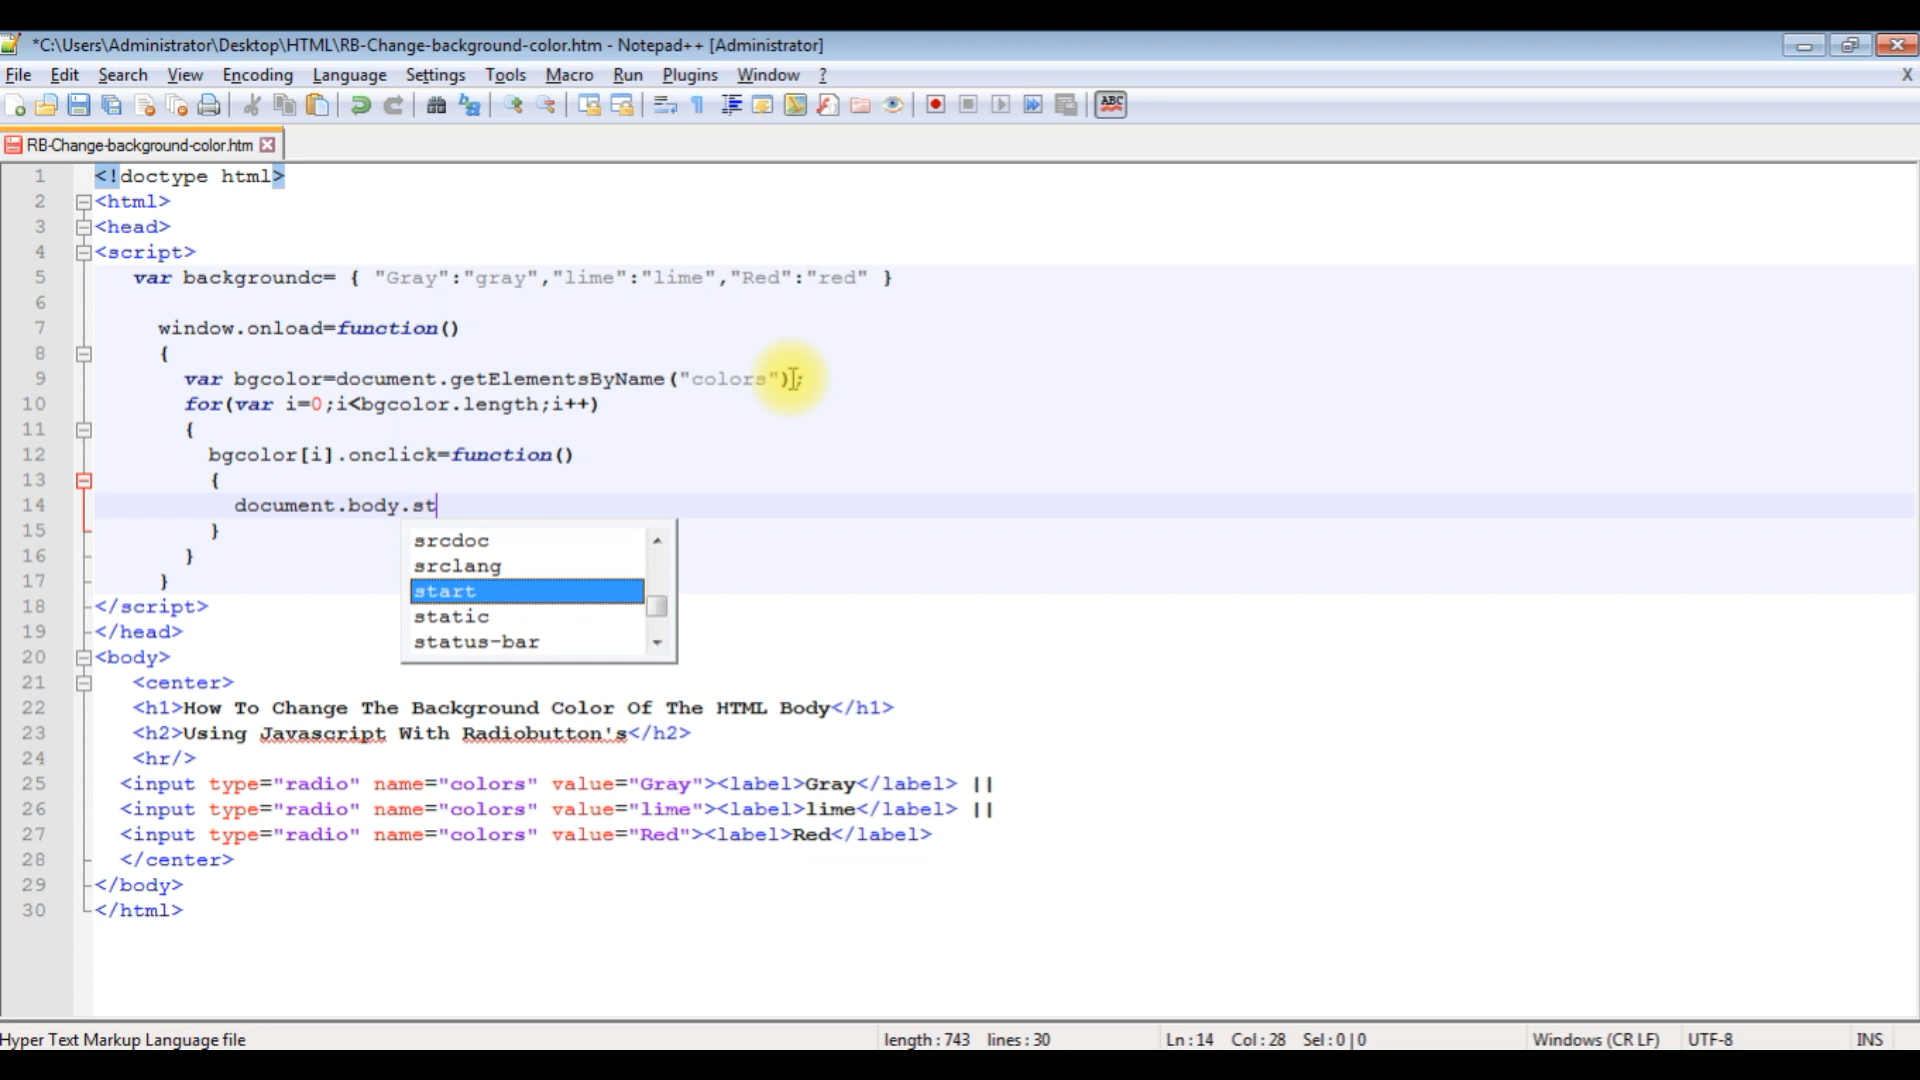 *C:\Users\Administrator\Desktop\HTML\RB-Change-background-color.htm - Notepad++ [Administrator]
File Edit Search View Encoding Language Settings Tools Macro Run Plugins Window ? X
ABC
RB-Change-background-color.htm
1 <!doctype html>
2 <html>
3 <head>
4 <script>
5 var backgroundc= { "Gray":"gray","lime":"lime","Red":"red" }
6
7 window.onload=function()
8 {
9 var bgcolor=document.getElementsByName("colors");
10 for(var i=0;i<bgcolor.length;i++)
11 {
12 bgcolor[i].onclick=function()
13 {
14 document.body.st
15 }
16 }
17 }
18 </script>
19 </head>
20 <body>
21 <center>
22 <h1>How To Change The Background Color Of The HTML Body</h1>
23 <h2>Using Javascript With Radiobutton's</h2>
24 <hr/>
25 <input type="radio" name="colors" value="Gray"><label>Gray</label> ||
26 <input type="radio" name="colors" value="lime"><label>lime</label> ||
27 <input type="radio" name="colors" value="Red"><label>Red</label>
28 </center>
29 </body>
30 </html>
srcdoc
srclang
start
static
status-bar
Hyper Text Markup Language file length : 743 lines : 30 Ln : 14 Col : 28 Sel : 0 | 0 Windows (CR LF) UTF-8 INS